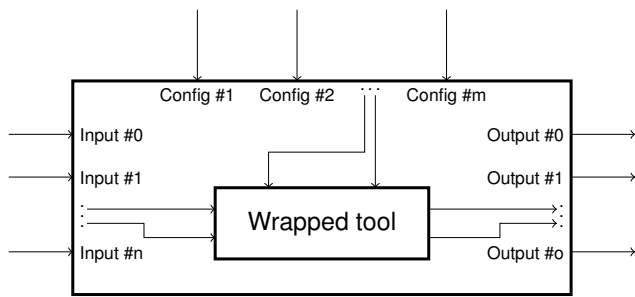 Config #1 Config #2 ... Config #m
Input #0 Output #0
Input #1 Output #1
Wrapped tool
Input #n Output #o